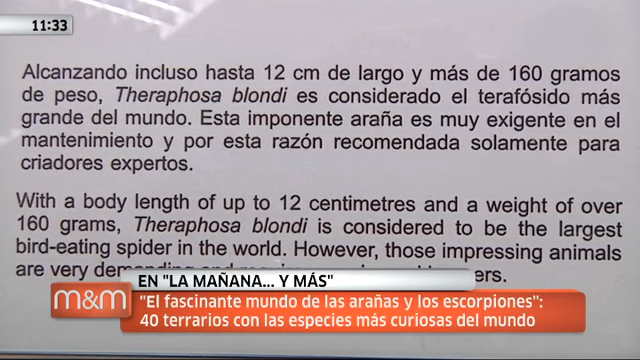 11:33
Alcanzando incluso hasta 12 cm de largo y más de 160 gramos
de peso, Theraphosa blondi es considerado el terafósido más
grande del mundo. Esta imponente araña es muy exigente en el
mantenimiento y por esta razón recomendada solamente para
criadores expertos.
With a body length of up to 12 centimetres and a weight of over
160 grams, Theraphosa blondi is considered to be the largest
bird-eating spider in the world. However, those impressing animals
are very
EN "LA MAÑANA... Y MÁS"
m&m
"El fascinante mundo de las arañas y los escorpiones":
40 terrarios con las especies más curiosas del mundo